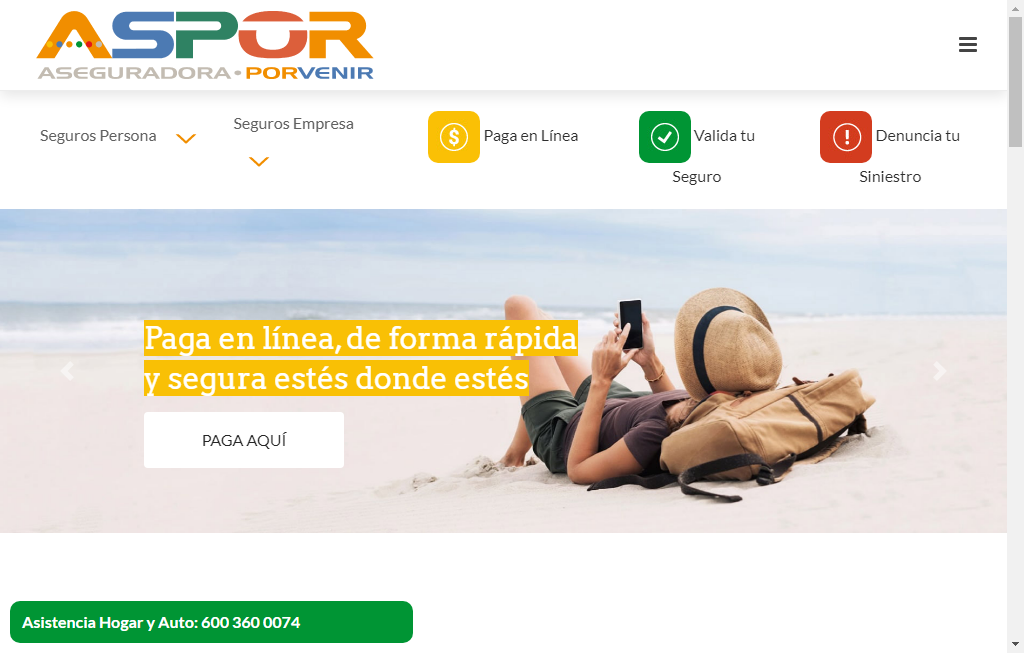 ASPOR
ASEGURADORA • PORVENIR
Seguros Persona
Seguros Empresa
Paga en Línea
Valida tu
Seguro
Denuncia tu
Siniestro
Paga en línea, de forma rápida
y segura estés donde estés
PAGA AQUÍ
Asistencia Hogar y Auto: 600 360 0074